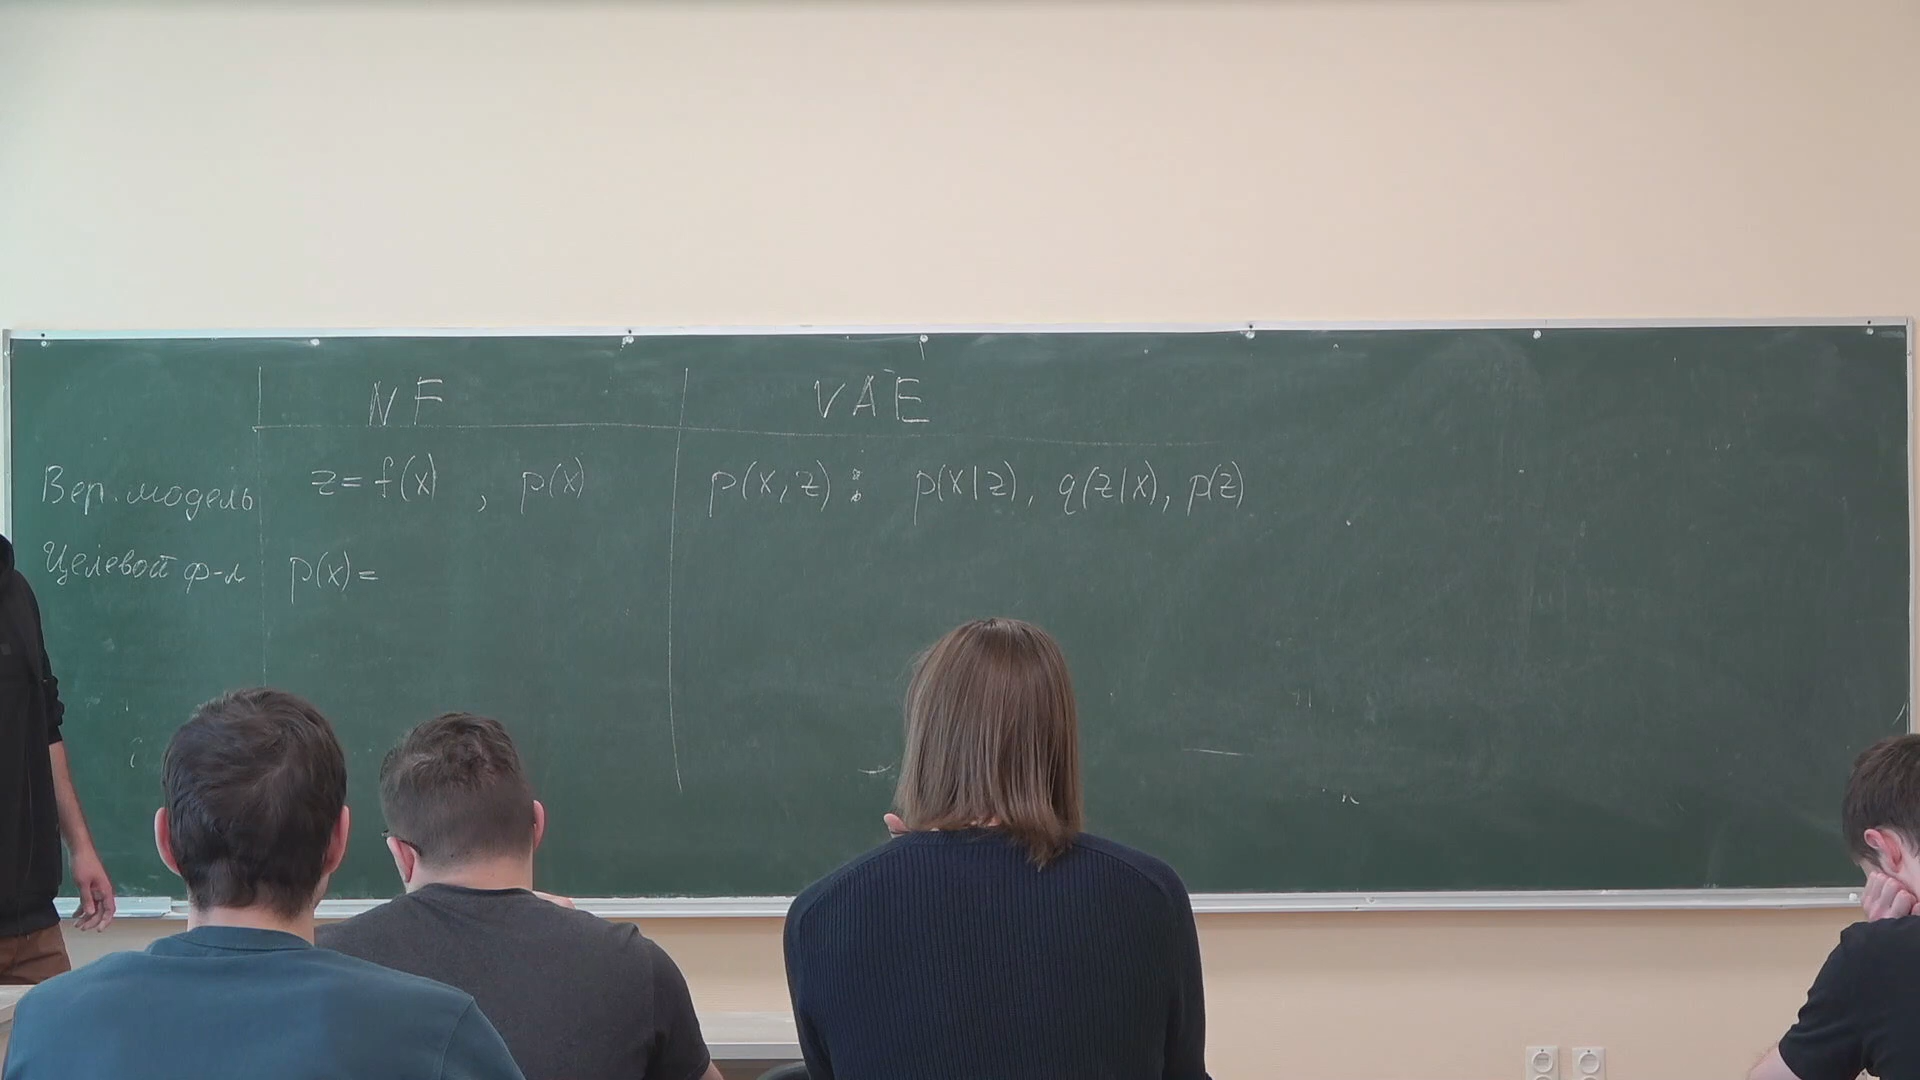 NF VAE
Вер. модель z = f(x) , p(x) p(x,z) : p(x|z), q(z|x), p(z)
Целевой ф-л p(x) =